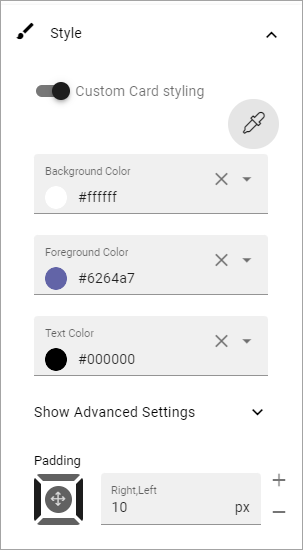 Style
Custom Card styling
Background Color
#ffffff
Foreground Color
#6264a7
Text Color
#000000
Show Advanced Settings
Padding
Right,Left
10 px